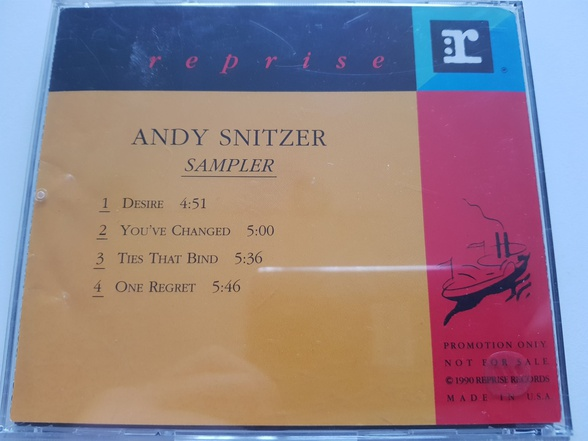 reprise
r
ANDY SNITZER
SAMPLER
1 DESIRE 4:51
2 YOU'VE CHANGED 5:00
3 TIES THAT BIND 5:36
4 ONE REGRET 5:46
PROMOTION ONLY
NOT FOR SALE
© 1990 REPRISE RECORDS
MADE IN USA